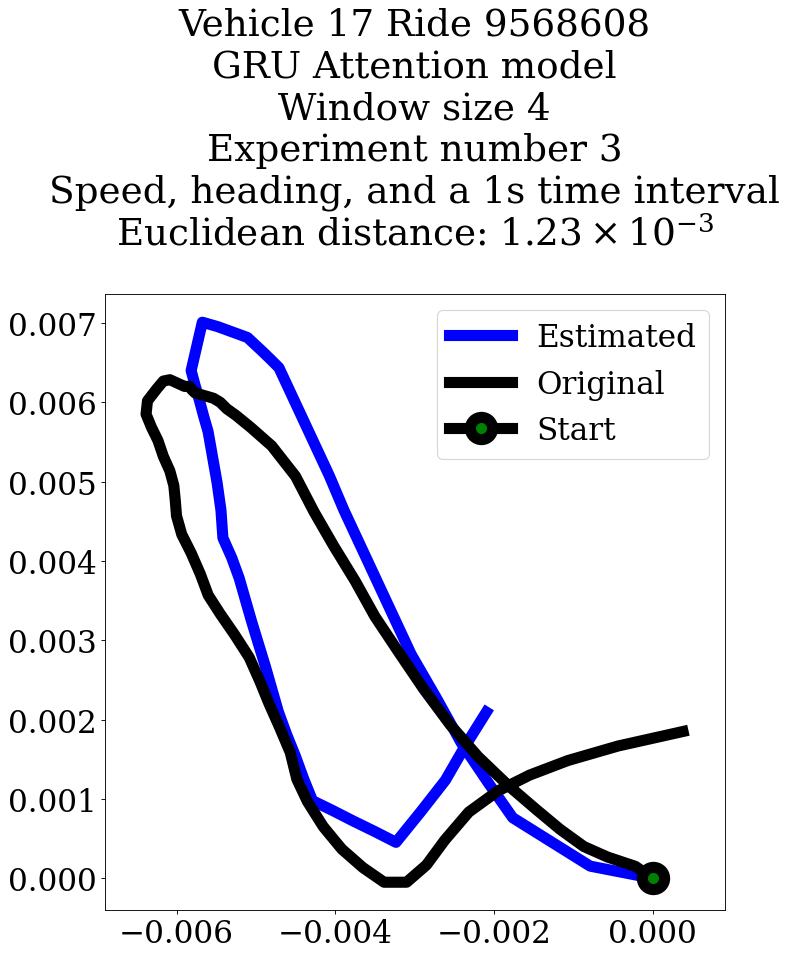 Vehicle 17 Ride 9568608
GRU Attention model
Window size 4
Experiment number 3
Speed, heading, and a 1s time interval
Euclidean distance: 1.23 × 10⁻³
Estimated
Original
Start
0.007
0.006
0.005
0.004
0.003
0.002
0.001
0.000
−0.006 −0.004 −0.002 0.000